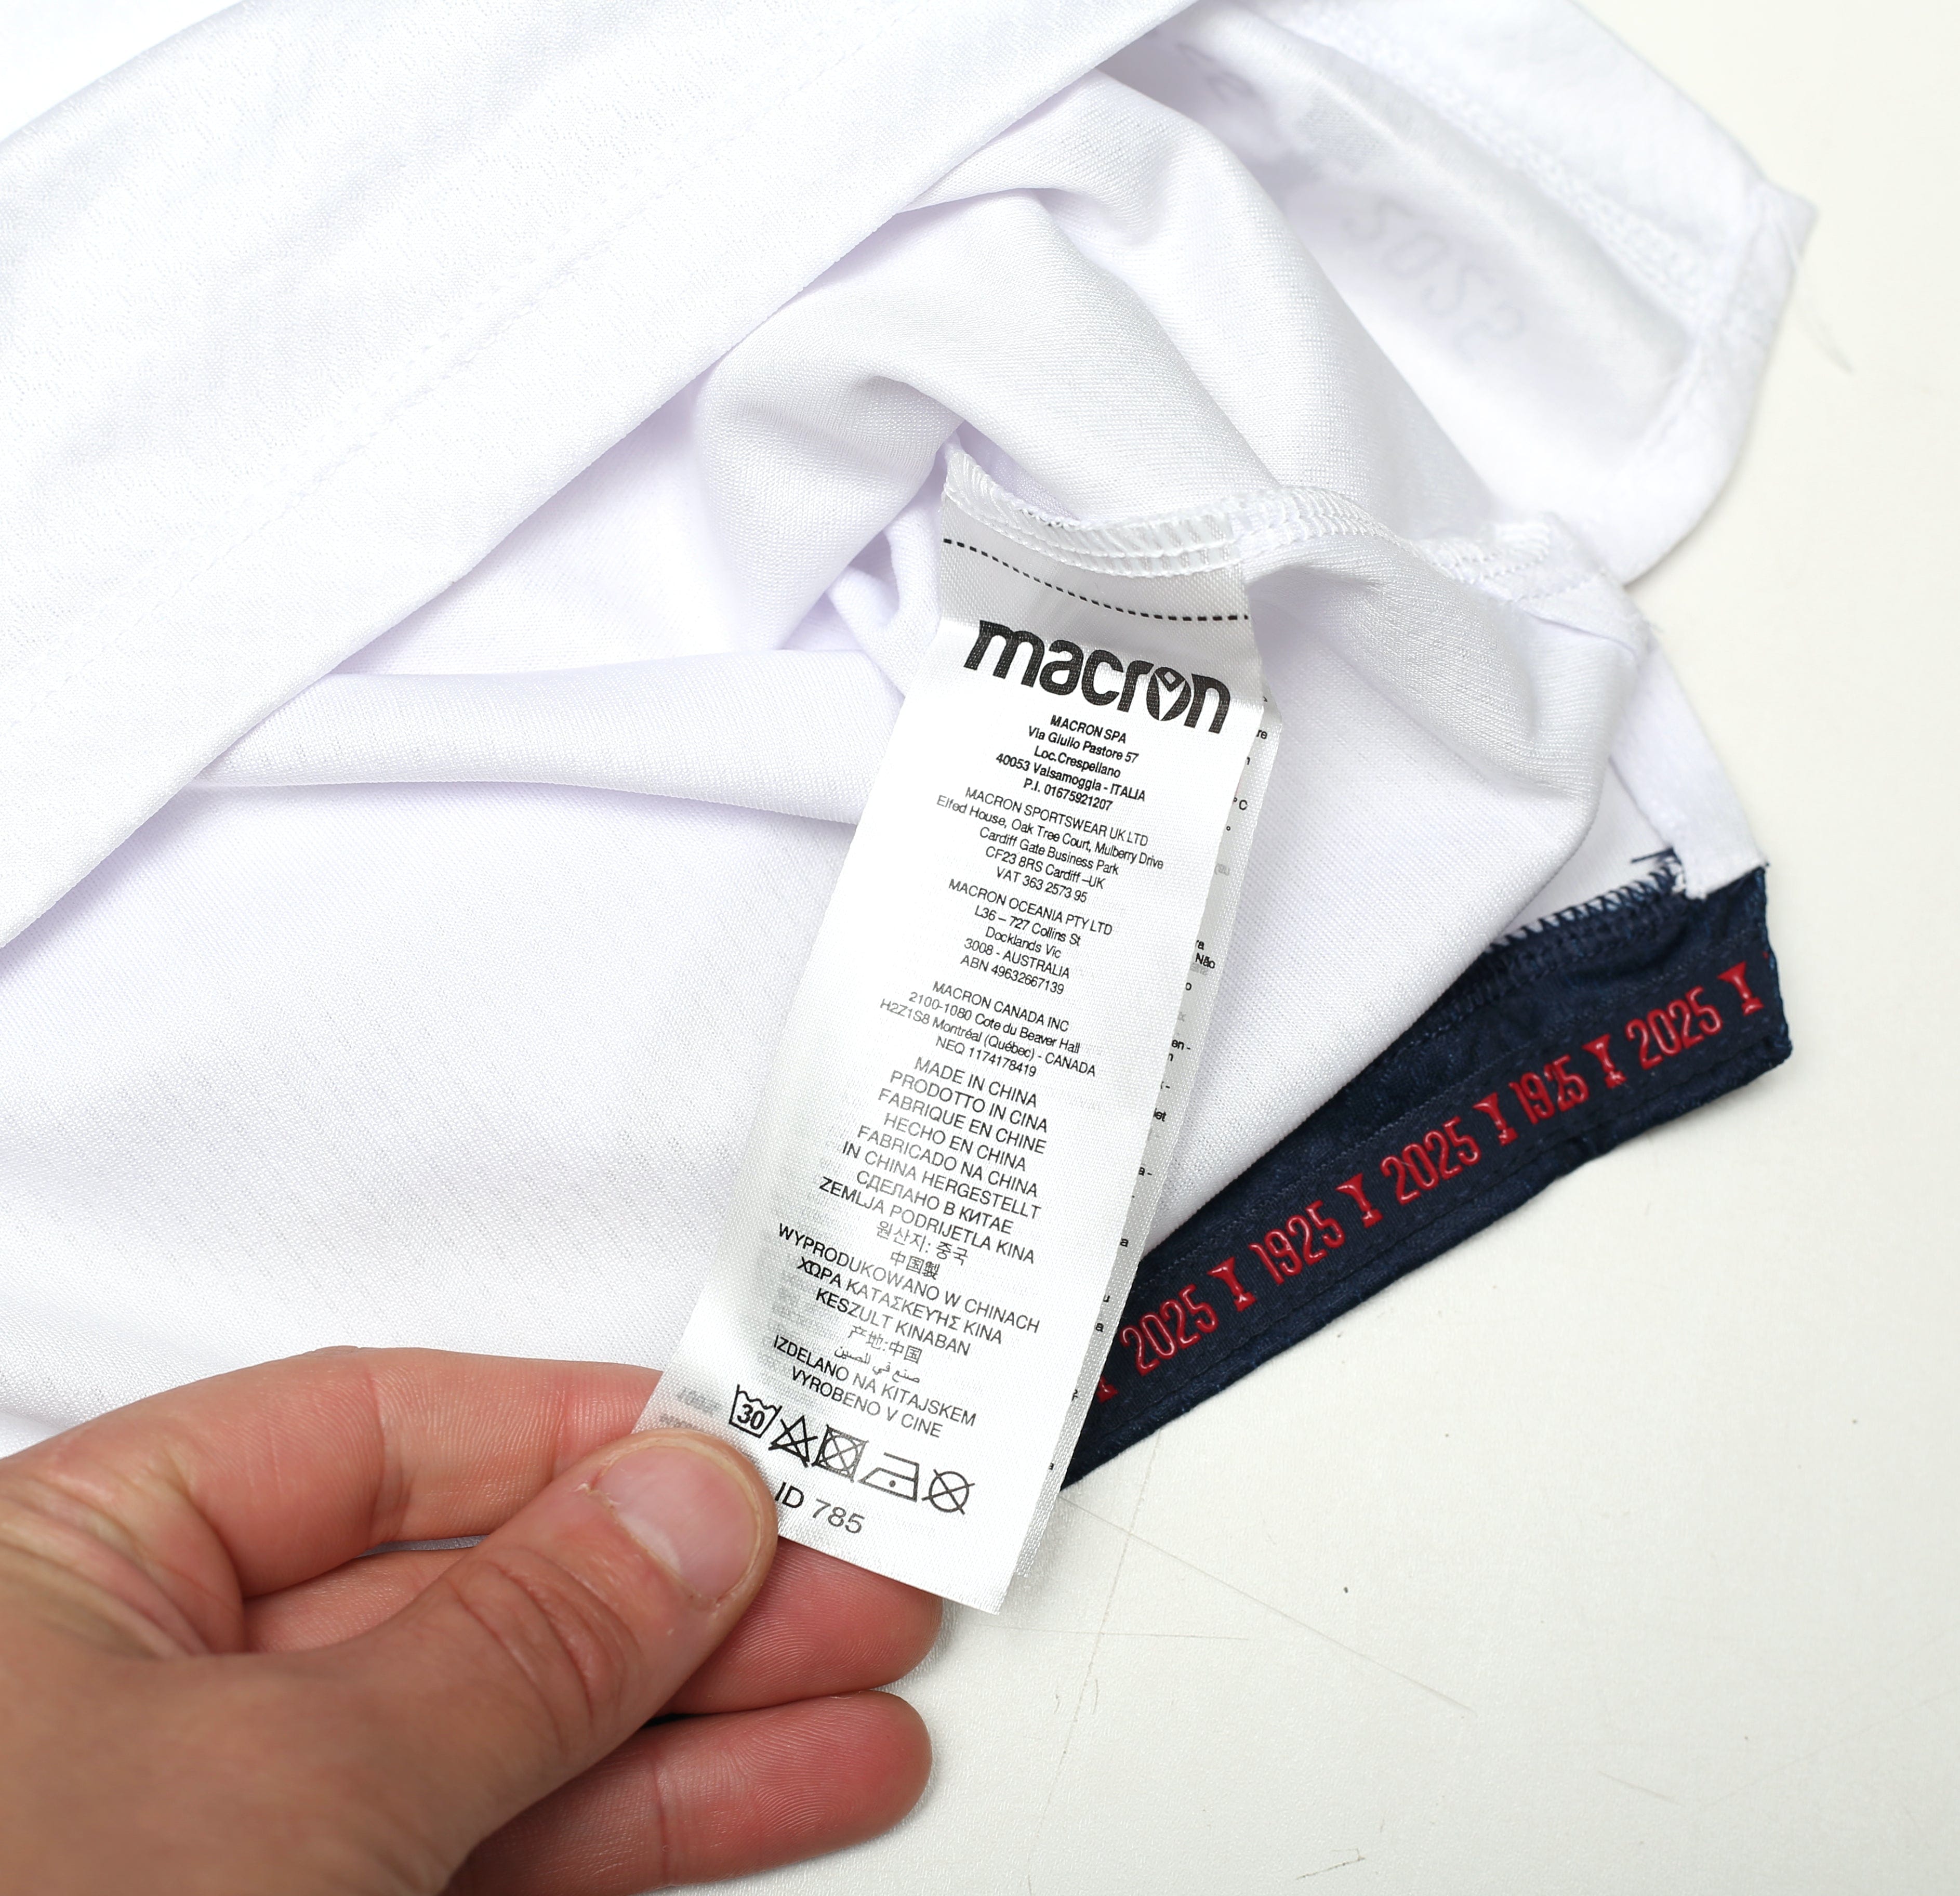 macron
MACRON SPA
Via Giulio Pastore 57
Loc.Crespellano
40053 Valsamoggia - ITALIA
P.I. 01675921207
MACRON SPORTSWEAR UK LTD
Elfed House, Oak Tree Court, Mulberry Drive
Cardiff Gate Business Park
CF23 8RS Cardiff –UK
VAT 363 2573 95
MACRON OCEANIA PTY LTD
L36 – 727 Collins St
Docklands Vic
3008 - AUSTRALIA
ABN 49632667139
MACRON CANADA INC
2100-1080 Cote du Beaver Hall
H2Z1S8 Montréal (Québec) - CANADA
NEQ 1174178419
MADE IN CHINA
PRODOTTO IN CINA
FABRIQUE EN CHINE
HECHO EN CHINA
FABRICADO NA CHINA
IN CHINA HERGESTELLT
СДЕЛАНО В КИТАЕ
ZEMLJA PODRIJETLA KINA
원산지: 중국
中国製
WYPRODUKOWANO W CHINACH
ΧΩΡΑ ΚΑΤΑΣΚΕΥΉΣ ΚΙΝΑ
KESZULT KINABAN
产地:中国
صنع في للصين
IZDELANO NA KITAJSKEM
VYROBENO V CINE
30
ID 785
2025 1925 2025 1925 2025
Não